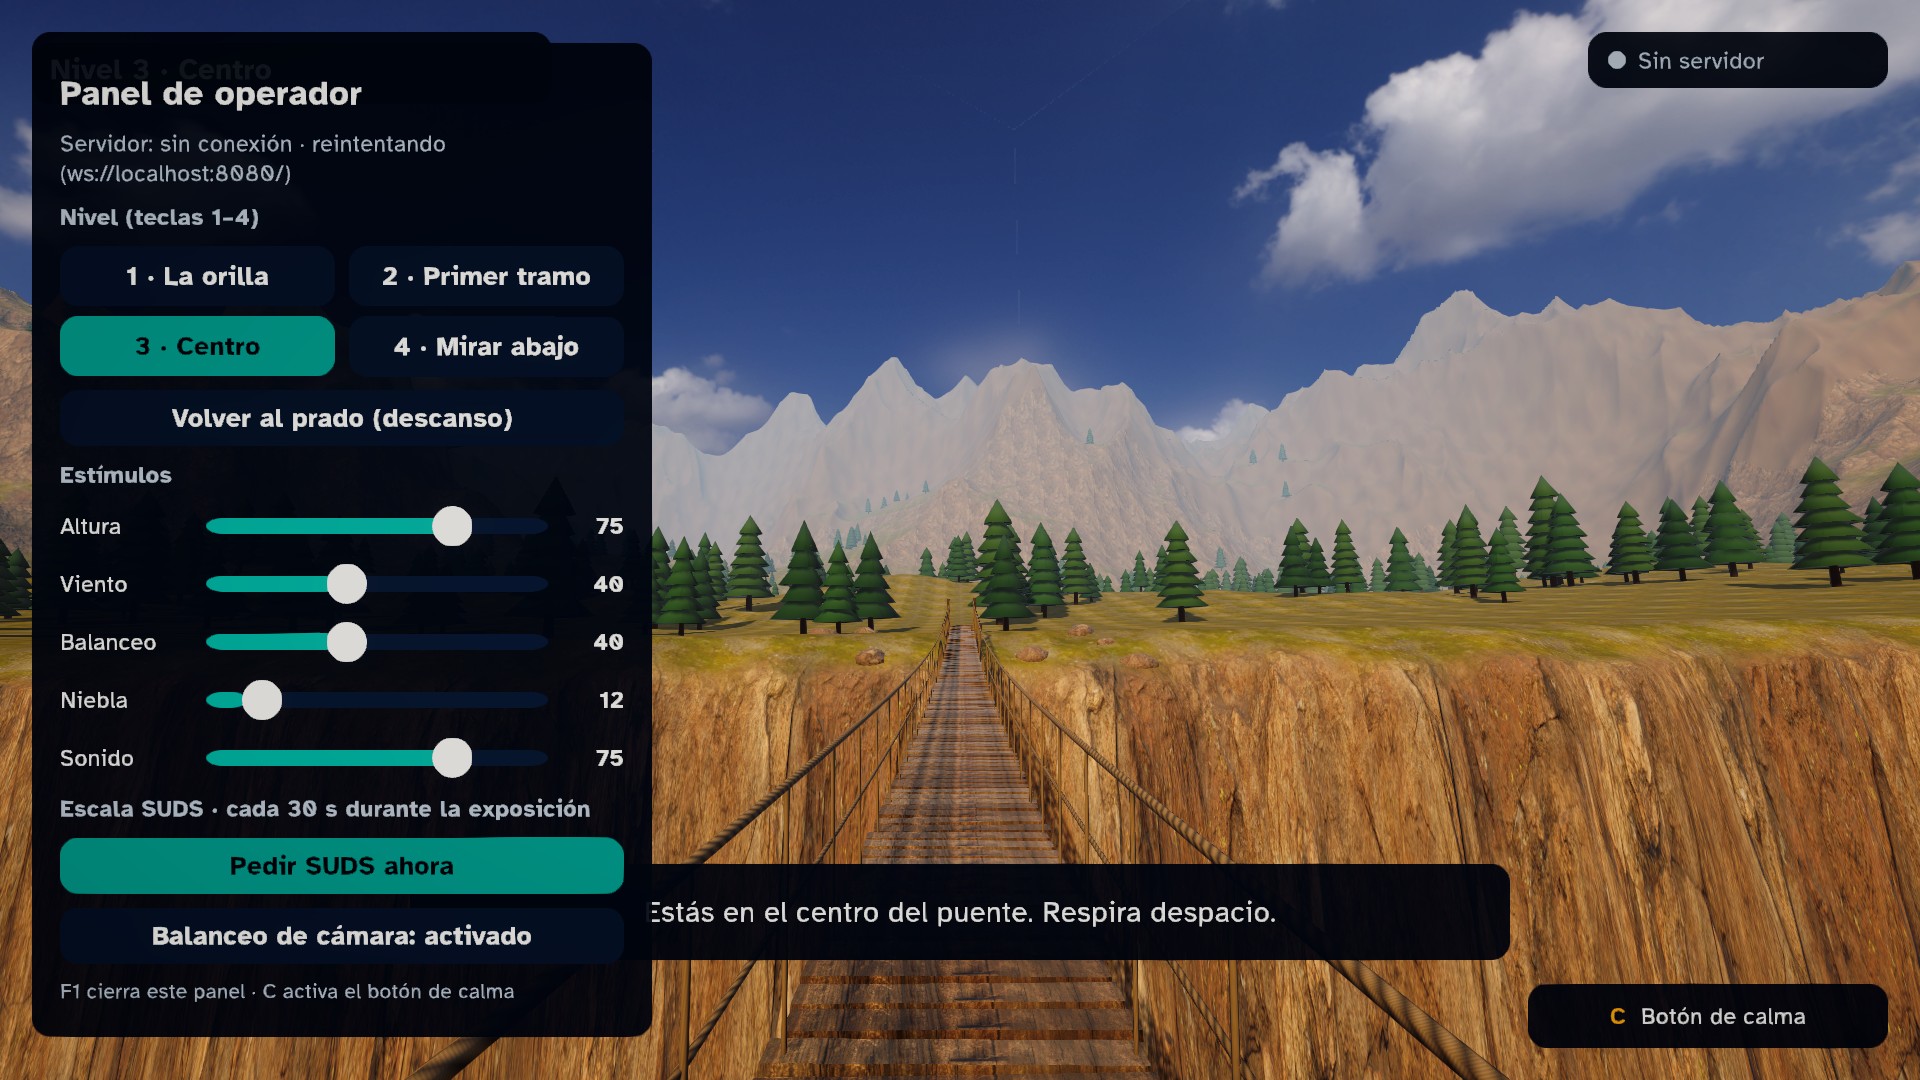 Nivel 3 · Centro
Panel de operador
Servidor: sin conexión · reintentando
(ws://localhost:8080/)
Nivel (teclas 1–4)
1 · La orilla
2 · Primer tramo
3 · Centro
4 · Mirar abajo
Volver al prado (descanso)
Estímulos
Altura 75
Viento 40
Balanceo 40
Niebla 12
Sonido 75
Escala SUDS · cada 30 s durante la exposición
Pedir SUDS ahora
Balanceo de cámara: activado
F1 cierra este panel · C activa el botón de calma
Sin servidor
Estás en el centro del puente. Respira despacio.
C Botón de calma